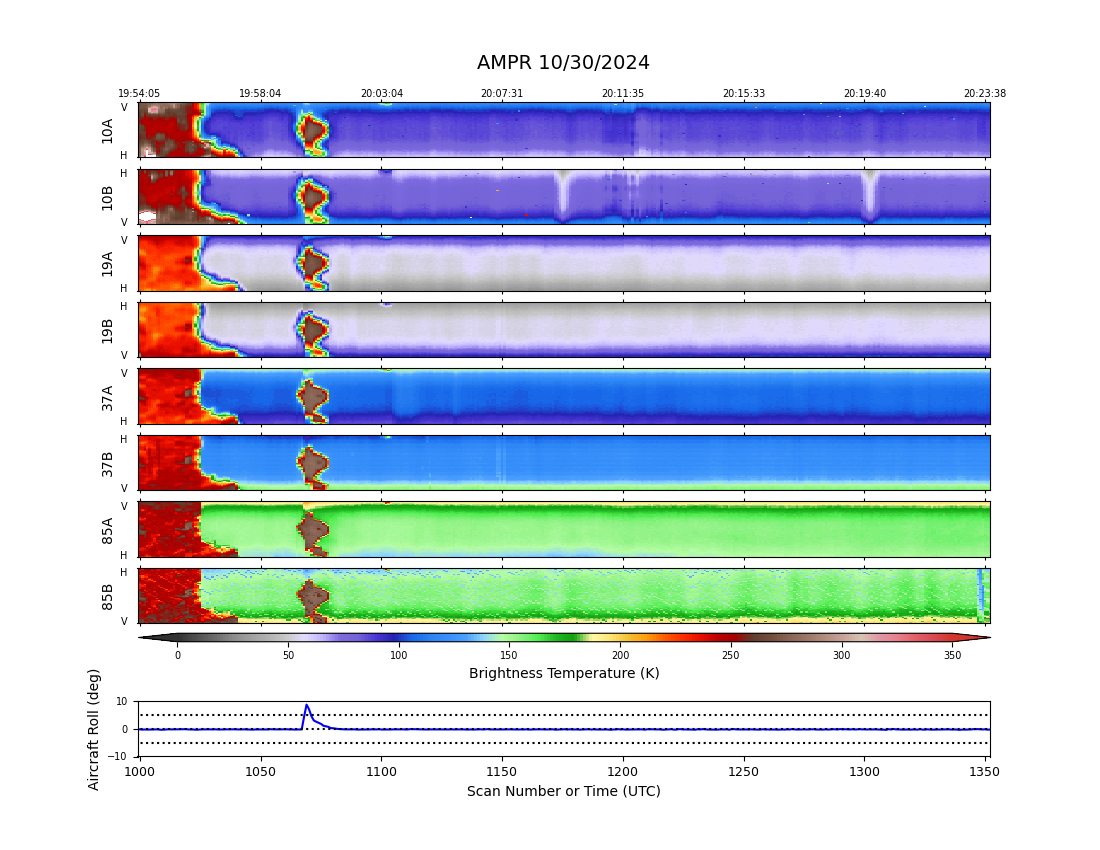 AMPR 10/30/2024
19:54:05 19:58:04 20:03:04 20:07:31 20:11:35 20:15:33 20:19:40 20:23:38
V
10A
H
H
10B
V
V
19A
H
H
19B
V
V
37A
H
H
37B
V
V
85A
H
H
85B
V
0 50 100 150 200 250 300 350
Brightness Temperature (K)
Aircraft Roll (deg)
10
0
−10
1000 1050 1100 1150 1200 1250 1300 1350
Scan Number or Time (UTC)